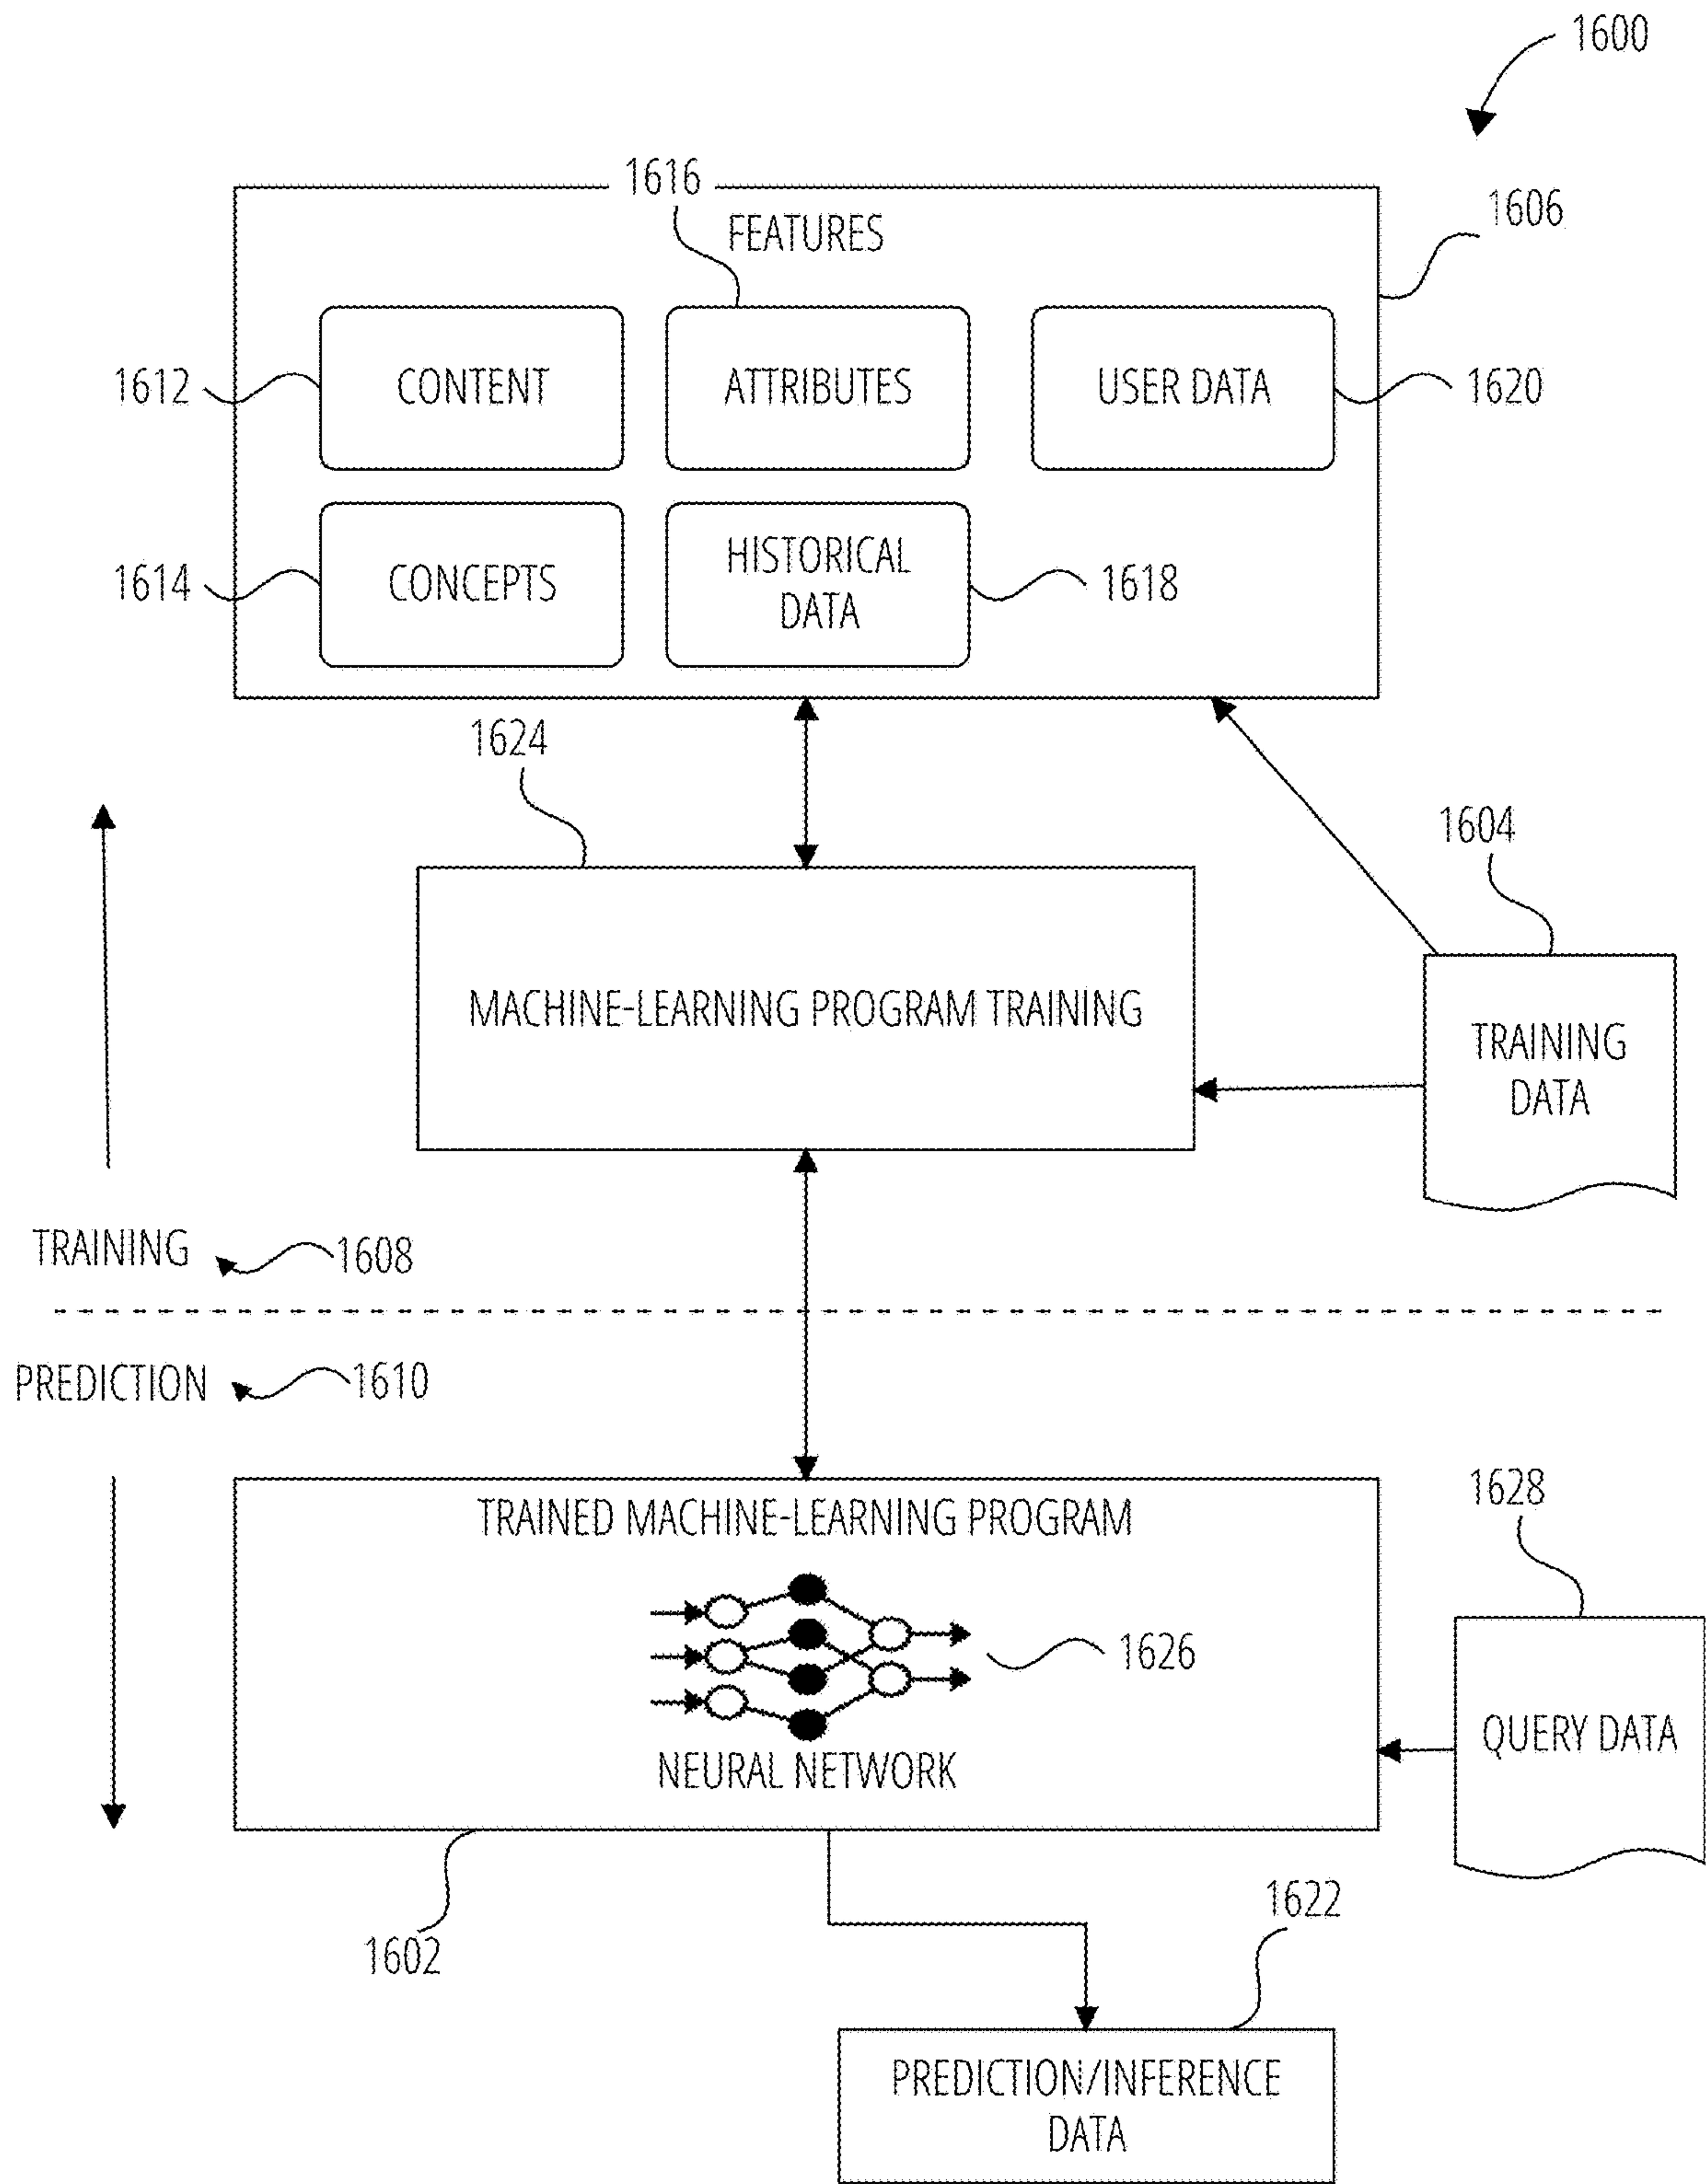 1600
1616
1606
FEATURES
1612
CONTENT
ATTRIBUTES
USER DATA
1620
1614
CONCEPTS
HISTORICAL
DATA
1618
1624
1604
MACHINE-LEARNING PROGRAM TRAINING
TRAINING
DATA
TRAINING
1608
PREDICTION
1610
1628
TRAINED MACHINE-LEARNING PROGRAM
1626
QUERY DATA
NEURAL NETWORK
1602
1622
PREDICTION/INFERENCE
DATA